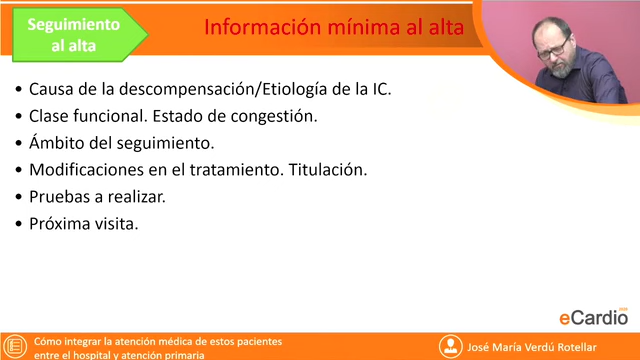 Seguimiento
al alta
Información mínima al alta
• Causa de la descompensación/Etiología de la IC.
• Clase funcional. Estado de congestión.
• Ámbito del seguimiento.
• Modificaciones en el tratamiento. Titulación.
• Pruebas a realizar.
• Próxima visita.
eCardio
Cómo integrar la atención médica de estos pacientes
entre el hospital y atención primaria
José María Verdú Rotellar